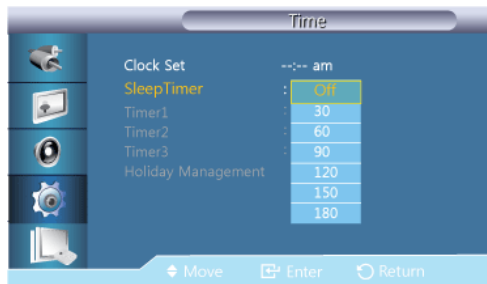 Time
Clock Set --:-- am
SleepTimer : Off
Timer1 : 30
Timer2 : 60
Timer3 : 90
Holiday Management 120
150
180
Move Enter Return